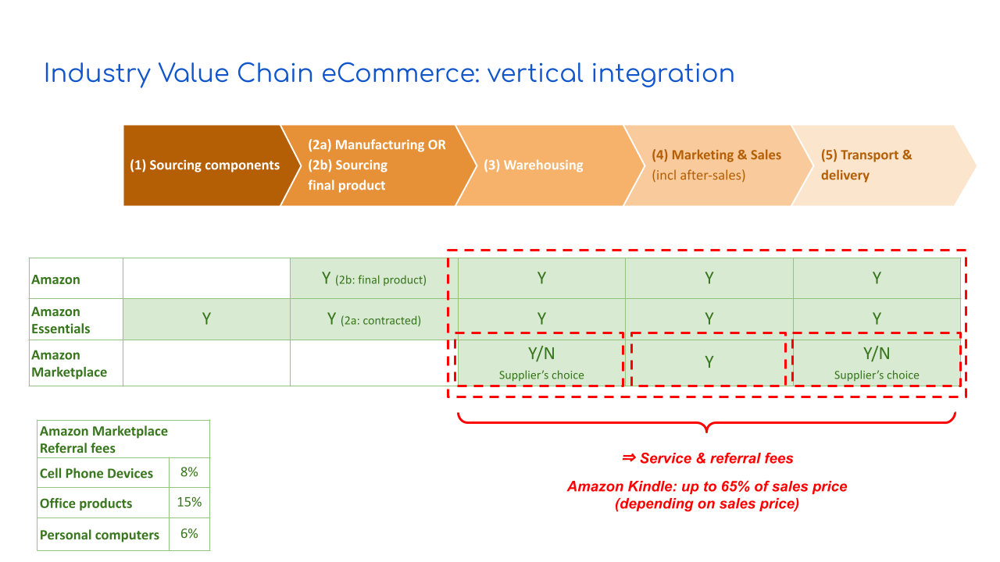 Industry Value Chain eCommerce: vertical integration
(1) Sourcing components
(2a) Manufacturing OR
(2b) Sourcing
final product
(3) Warehousing
(4) Marketing & Sales
(incl after-sales)
(5) Transport &
delivery
Amazon
Y (2b: final product)
Y
Y
Y
Amazon
Essentials
Y
Y (2a: contracted)
Y
Y
Y
Amazon
Marketplace
Y/N
Supplier’s choice
Y
Y/N
Supplier’s choice
Amazon Marketplace
Referral fees
Cell Phone Devices 8%
Office products 15%
Personal computers 6%
⇒ Service & referral fees
Amazon Kindle: up to 65% of sales price
(depending on sales price)